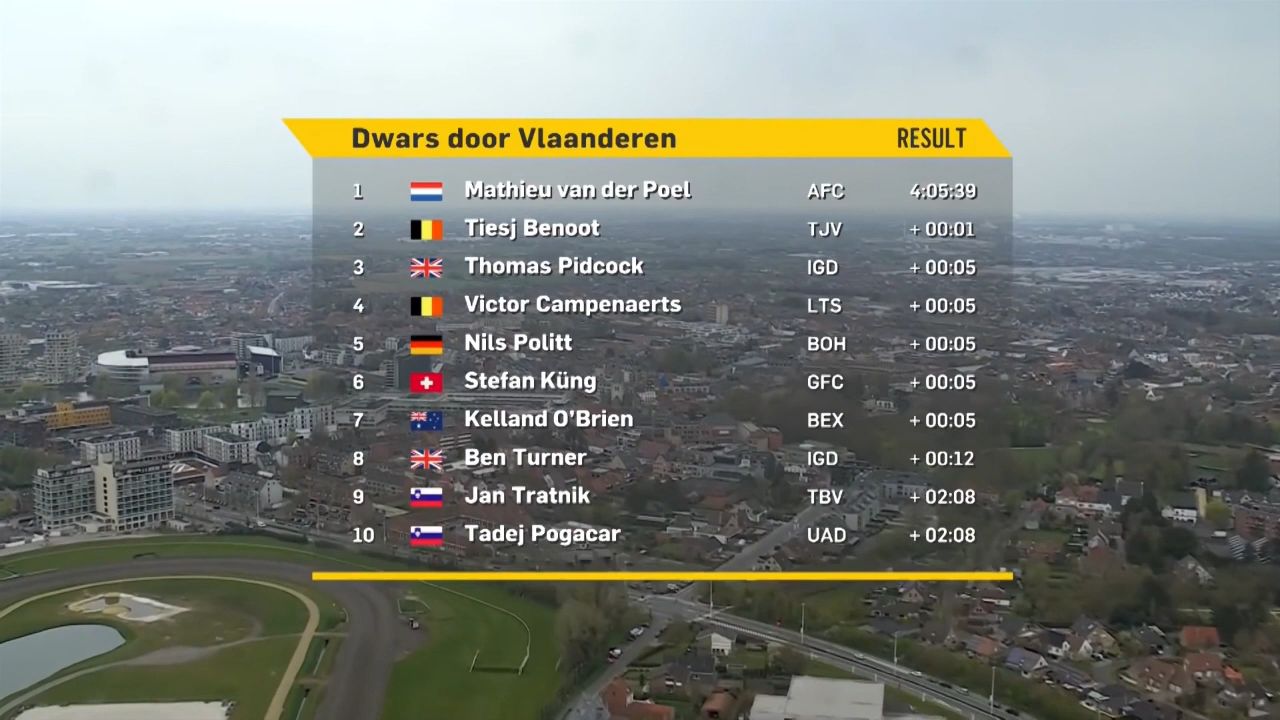 Dwars door Vlaanderen RESULT
1 Mathieu van der Poel AFC 4:05:39
2 Tiesj Benoot TJV + 00:01
3 Thomas Pidcock IGD + 00:05
4 Victor Campenaerts LTS + 00:05
5 Nils Politt BOH + 00:05
6 Stefan Küng GFC + 00:05
7 Kelland O'Brien BEX + 00:05
8 Ben Turner IGD + 00:12
9 Jan Tratnik TBV + 02:08
10 Tadej Pogacar UAD + 02:08